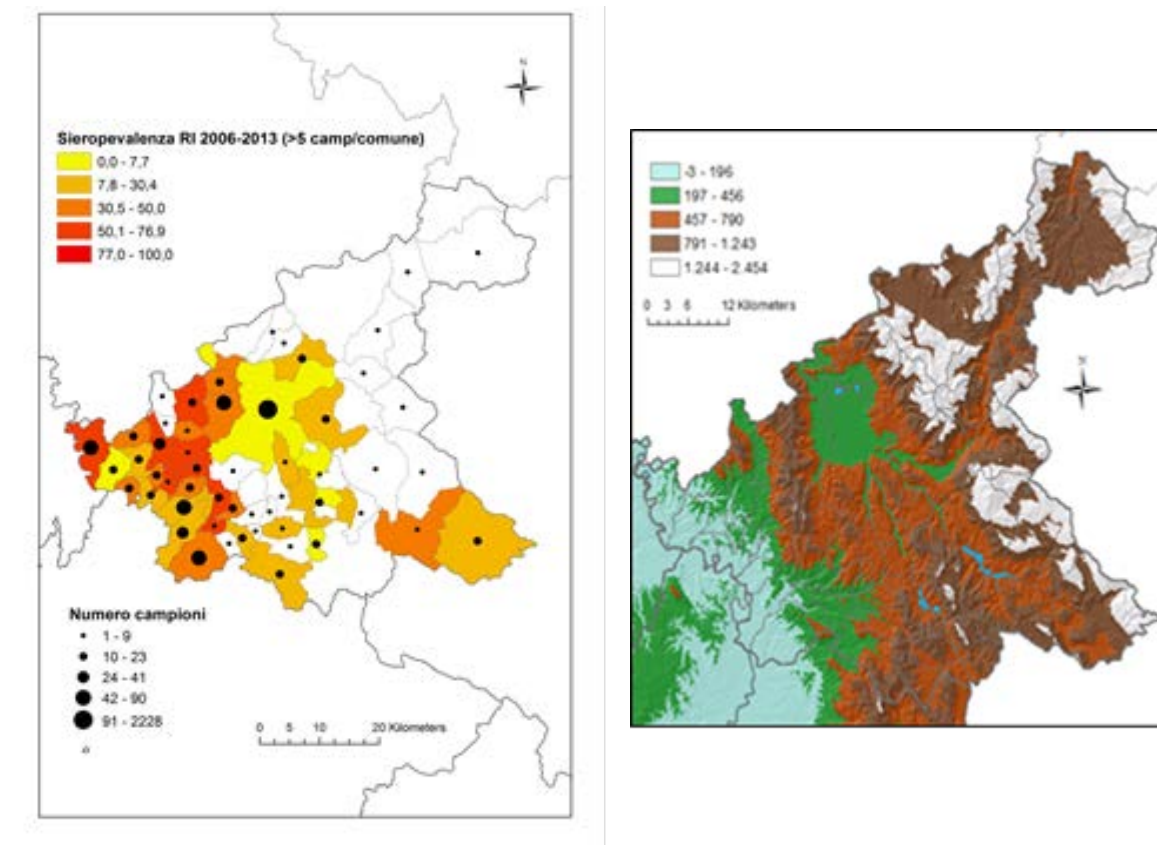 N
Sieropevalenza RI 2006-2013 (>5 camp/comune)
0,0 - 7,7
7,8 - 30,4
30,5 - 50,0
50,1 - 76,9
77,0 - 100,0
Numero campioni
1 - 9
10 - 23
24 - 41
42 - 90
91 - 2228
0 5 10 20 Kilometers
-3 - 196
197 - 456
457 - 790
791 - 1.243
1.244 - 2.454
0 3 6 12 Kilometers
N